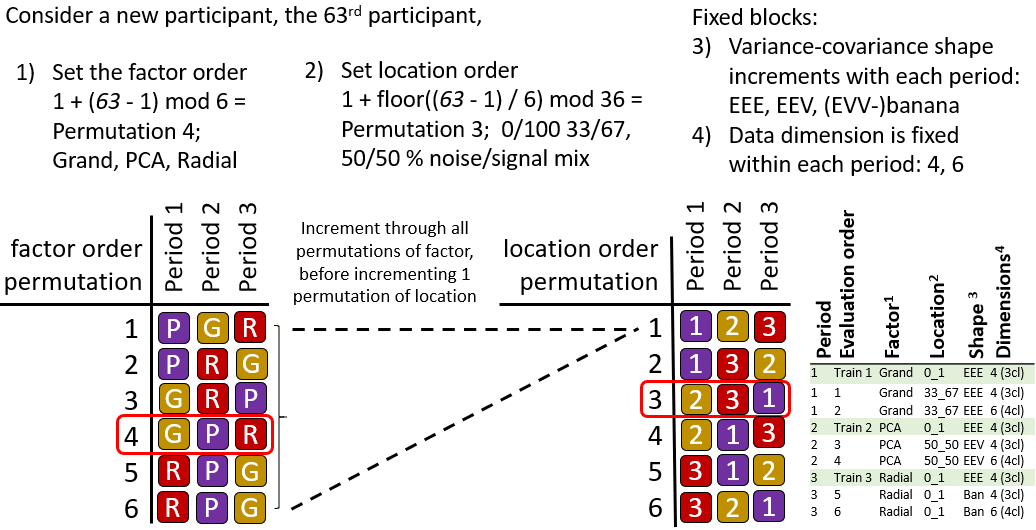 Consider a new participant, the 63rd participant,
1) Set the factor order
1 + (63 - 1) mod 6 =
Permutation 4;
Grand, PCA, Radial
2) Set location order
1 + floor((63 - 1) / 6) mod 36 =
Permutation 3; 0/100 33/67,
50/50 % noise/signal mix
Fixed blocks:
3) Variance-covariance shape
increments with each period:
EEE, EEV, (EVV-)banana
4) Data dimension is fixed
within each period: 4, 6
factor order
permutation
Period 1 Period 2 Period 3
1 P G R
2 P R G
3 G R P
4 G P R
5 R P G
6 R P G
Increment through all
permutations of factor,
before incrementing 1
permutation of location
location order
permutation
Period 1 Period 2 Period 3
1 1 2 3
2 1 3 2
3 2 3 1
4 2 1 3
5 3 1 2
6 3 2 1
Period Evaluation order Factor1 Location2 Shape 3 Dimensions4
1 Train 1 Grand 0_1 EEE 4 (3cl)
1 1 Grand 33_67 EEE 4 (3cl)
1 2 Grand 33_67 EEE 6 (4cl)
2 Train 2 PCA 0_1 EEE 4 (3cl)
2 3 PCA 50_50 EEV 4 (3cl)
2 4 PCA 50_50 EEV 6 (4cl)
3 Train 3 Radial 0_1 EEE 4 (3cl)
3 5 Radial 0_1 Ban 4 (3cl)
3 6 Radial 0_1 Ban 6 (4cl)